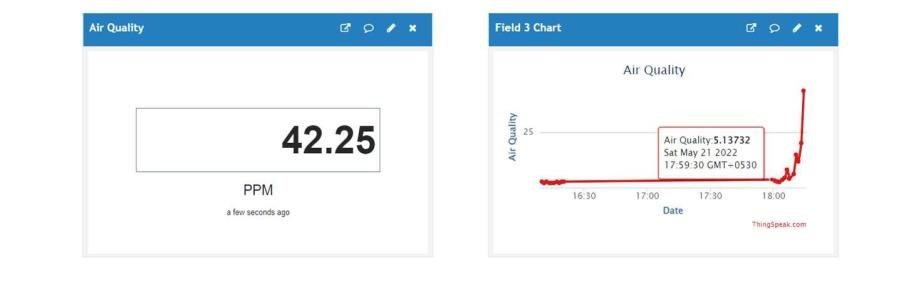 Air Quality
42.25
PPM
a few seconds ago
Field 3 Chart
Air Quality
Air Quality
25
Air Quality:5.13732
Sat May 21 2022
17:59:30 GMT+0530
16:30 17:00 17:30 18:00
Date
ThingSpeak.com